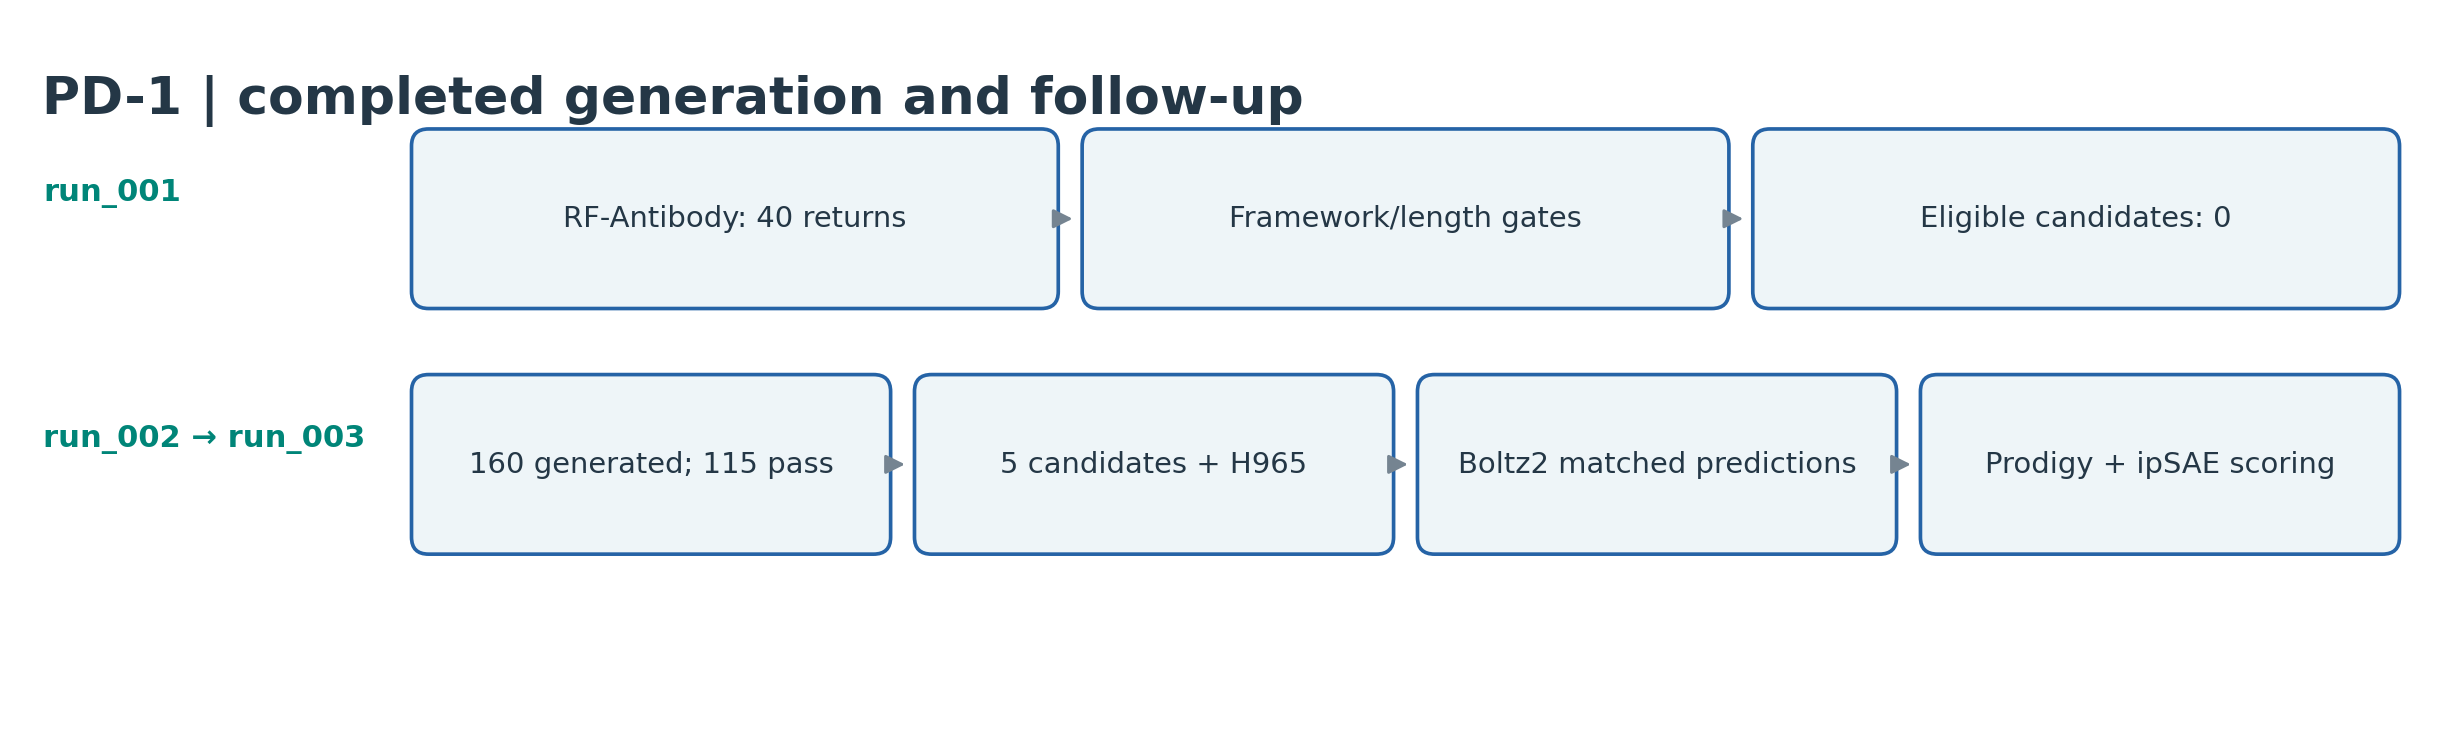 PD-1 | completed generation and follow-up
run_001
RF-Antibody: 40 returns
Framework/length gates
Eligible candidates: 0
run_002 → run_003
160 generated; 115 pass
5 candidates + H965
Boltz2 matched predictions
Prodigy + ipSAE scoring